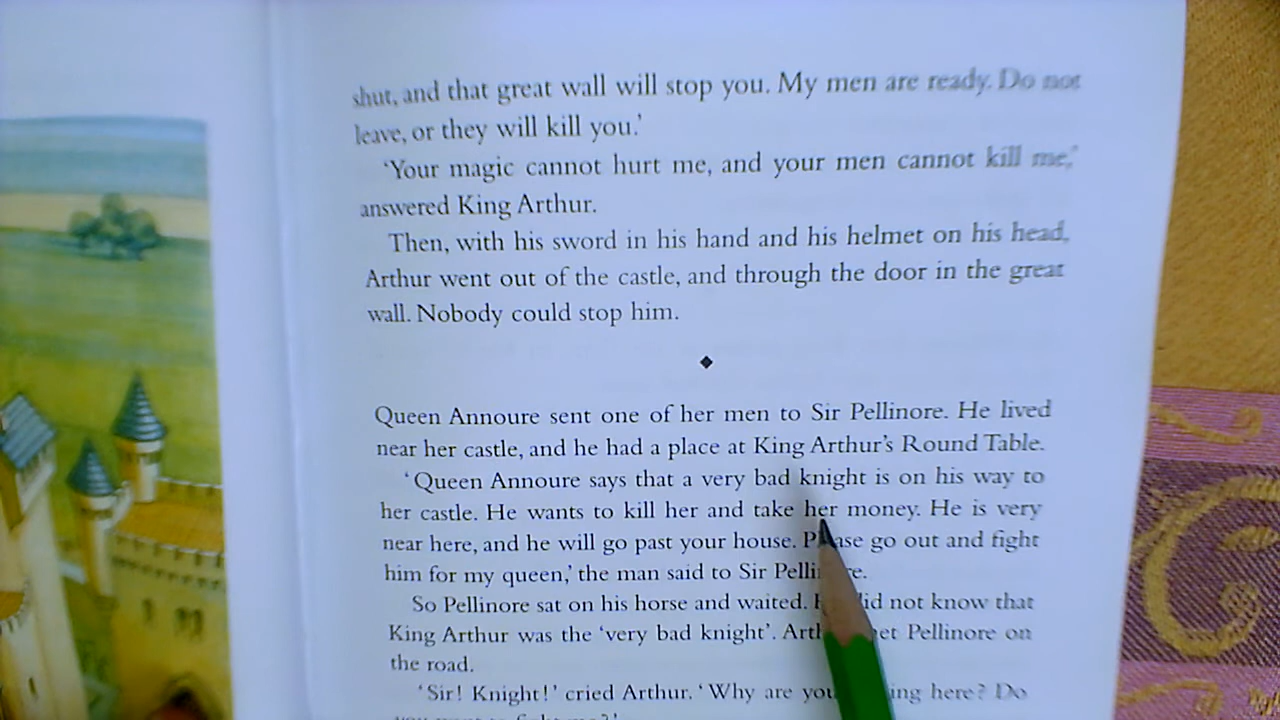 shut, and that great wall will stop you. My men are ready. Do not
leave, or they will kill you.’
‘Your magic cannot hurt me, and your men cannot kill me,’
answered King Arthur.
Then, with his sword in his hand and his helmet on his head,
Arthur went out of the castle, and through the door in the great
wall. Nobody could stop him.
Queen Annoure sent one of her men to Sir Pellinore. He lived
near her castle, and he had a place at King Arthur’s Round Table.
‘Queen Annoure says that a very bad knight is on his way to
her castle. He wants to kill her and take her money. He is very
near here, and he will go past your house. Please go out and fight
him for my queen,’ the man said to Sir Pellinore.
So Pellinore sat on his horse and waited. did not know that
King Arthur was the ‘very bad knight’. Pellinore on
the road.
‘Sir! Knight!’ cried Arthur. ‘Why are you here? Do